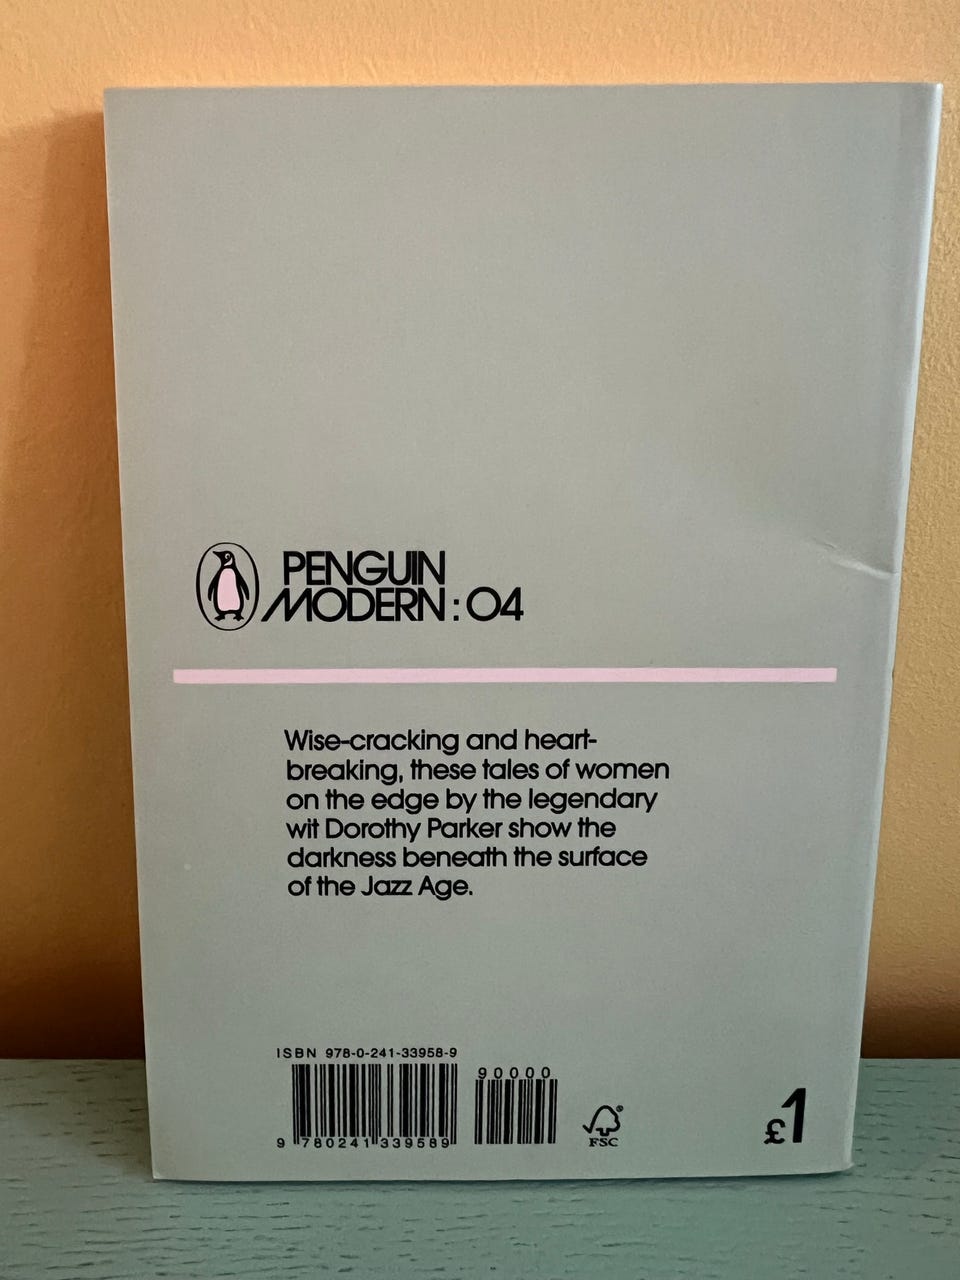 PENGUIN
MODERN:04
Wise-cracking and heart-
breaking, these tales of women
on the edge by the legendary
wit Dorothy Parker show the
darkness beneath the surface
of the Jazz Age.
ISBN 978-0-241-33958-9
90000
9 780241 339589
FSC®
£1